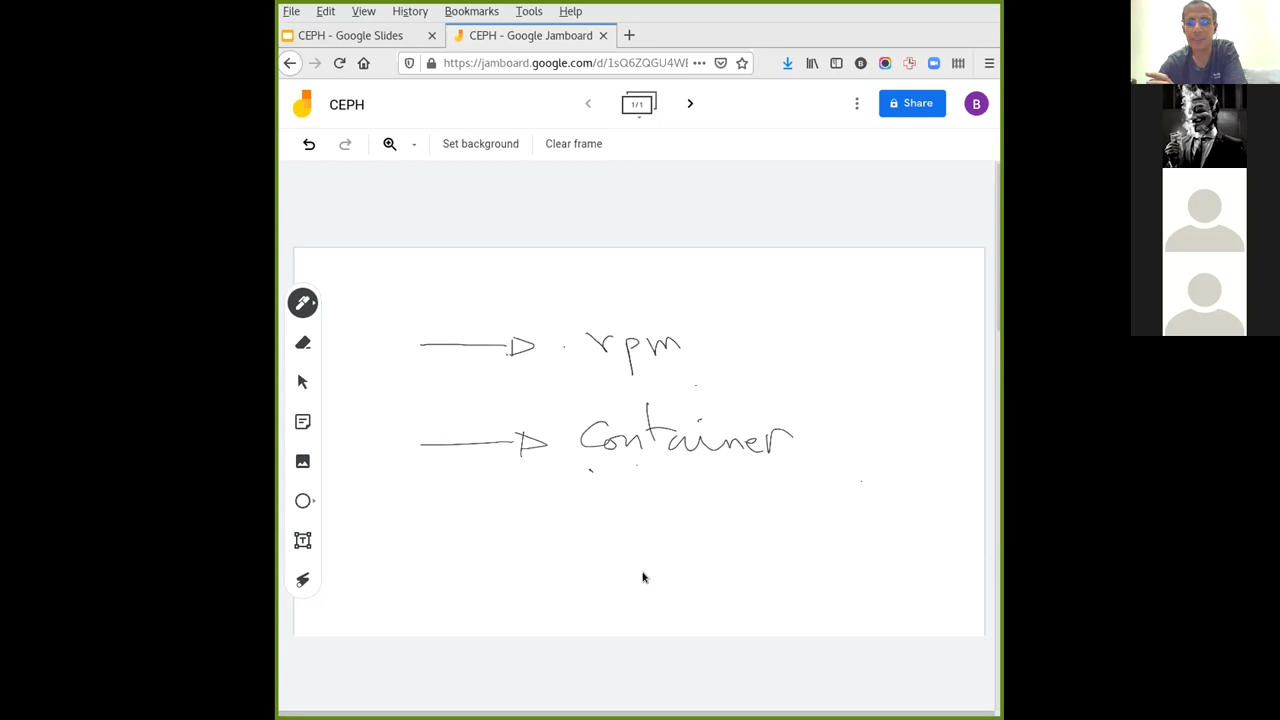 File Edit View History Bookmarks Tools Help
CEPH - Google Slides CEPH - Google Jamboard
https://jamboard.google.com/d/1sQ6ZQGU4WE
CEPH 1/1 Share B
Set background Clear frame
rpm
Container